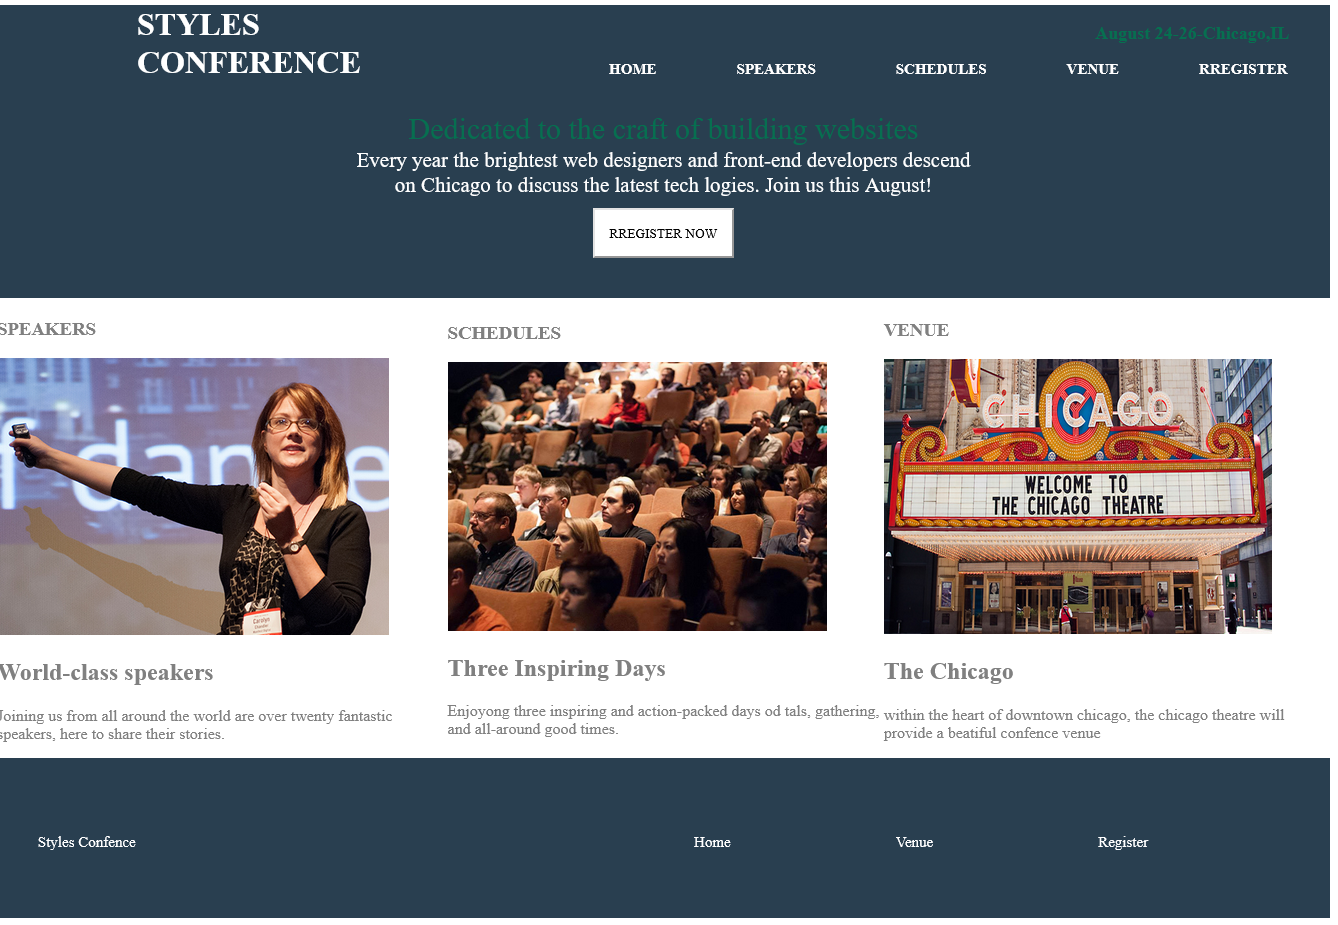 STYLES
CONFERENCE
August 24-26-Chicago,IL
HOME SPEAKERS SCHEDULES VENUE RREGISTER
Dedicated to the craft of building websites
Every year the brightest web designers and front-end developers descend
on Chicago to discuss the latest tech logies. Join us this August!
RREGISTER NOW
SPEAKERS
f dance
Carolyn
Chandler
World-class speakers
Joining us from all around the world are over twenty fantastic
speakers, here to share their stories.
SCHEDULES
Three Inspiring Days
Enjoyong three inspiring and action-packed days od tals, gathering,
and all-around good times.
VENUE
CHICAGO
WELCOME TO
THE CHICAGO THEATRE
The Chicago
within the heart of downtown chicago, the chicago theatre will
provide a beatiful confence venue
Styles Confence Home Venue Register